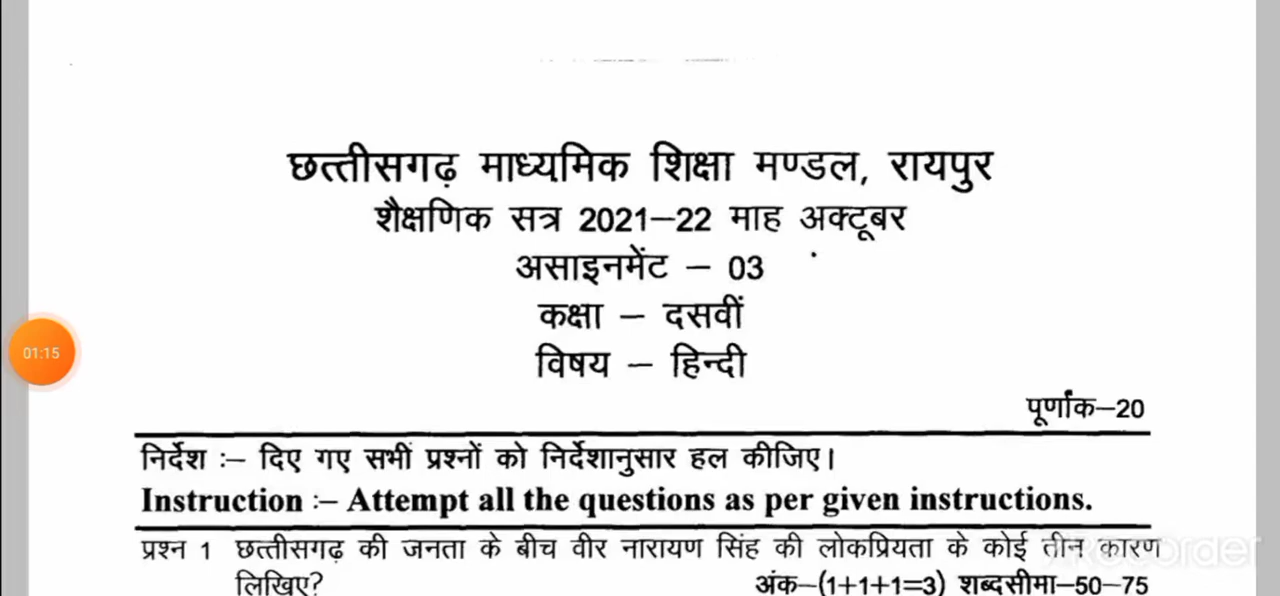 छत्तीसगढ़ माध्यमिक शिक्षा मण्डल, रायपुर
शैक्षणिक सत्र 2021–22 माह अक्टूबर
असाइनमेंट – 03
कक्षा – दसवीं
विषय – हिन्दी
01:15
पूर्णांक–20
निर्देश :– दिए गए सभी प्रश्नों को निर्देशानुसार हल कीजिए।
Instruction :– Attempt all the questions as per given instructions.
प्रश्न 1 छत्तीसगढ़ की जनता के बीच वीर नारायण सिंह की लोकप्रियता के कोई तीन कारण
लिखिए? अंक–(1+1+1=3) शब्दसीमा–50–75